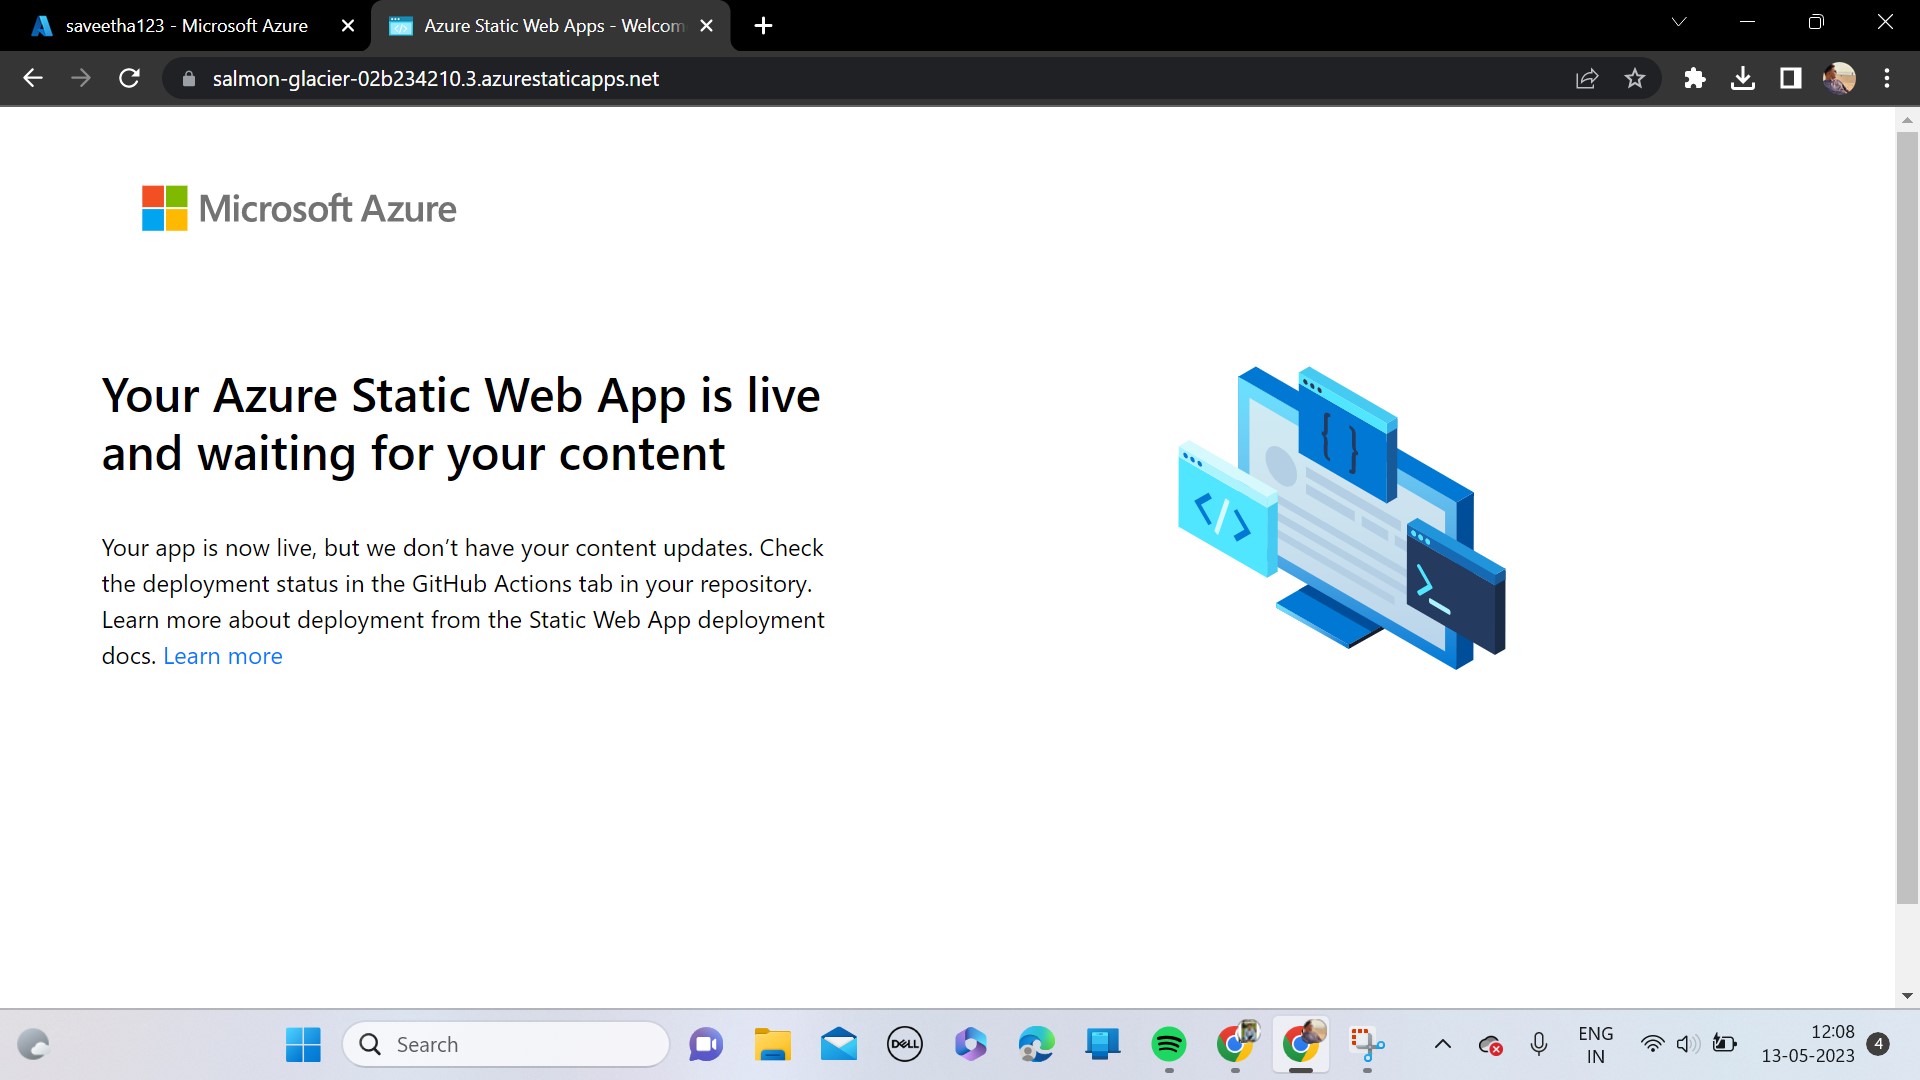 saveetha123 - Microsoft Azure
Azure Static Web Apps - Welcom
salmon-glacier-02b234210.3.azurestaticapps.net
Microsoft Azure
Your Azure Static Web App is live
and waiting for your content
Your app is now live, but we don’t have your content updates. Check
the deployment status in the GitHub Actions tab in your repository.
Learn more about deployment from the Static Web App deployment
docs. Learn more
{ }
</>
>_
Search
DELL
ENG
IN
12:08
13-05-2023
4